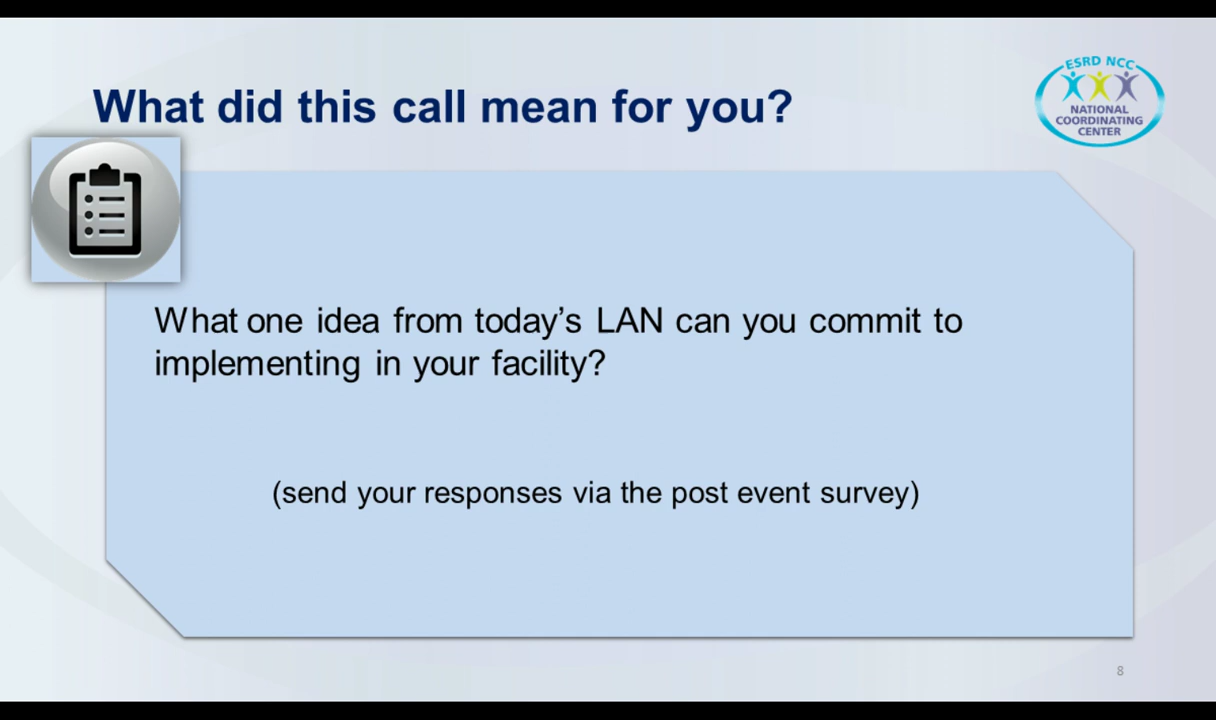 ESRD NCC
NATIONAL
COORDINATING
CENTER
What did this call mean for you?
What one idea from today’s LAN can you commit to
implementing in your facility?
(send your responses via the post event survey)
8